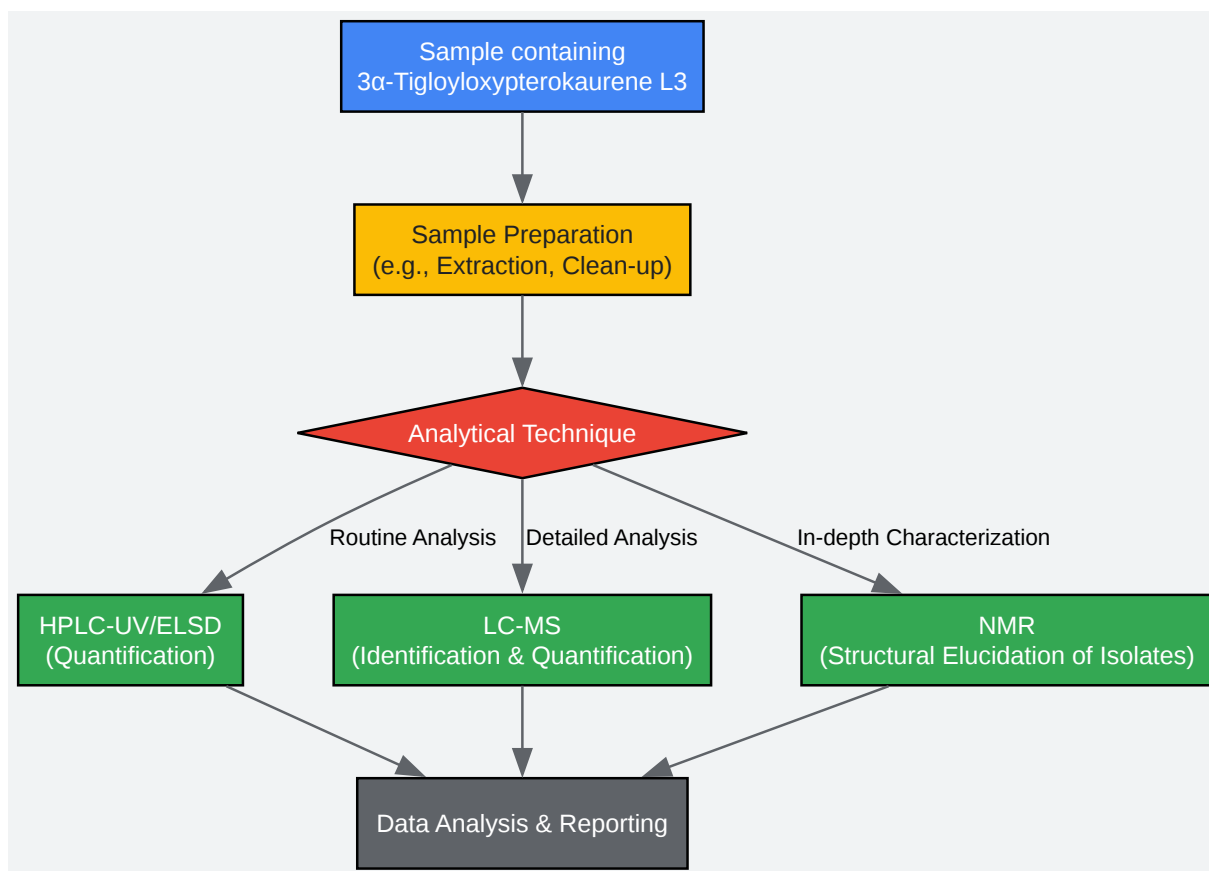 Sample containing
3α-Tigloyloxypterokaurene L3
Sample Preparation
(e.g., Extraction, Clean-up)
Analytical Technique
Routine Analysis
Detailed Analysis
In-depth Characterization
HPLC-UV/ELSD
(Quantification)
LC-MS
(Identification & Quantification)
NMR
(Structural Elucidation of Isolates)
Data Analysis & Reporting